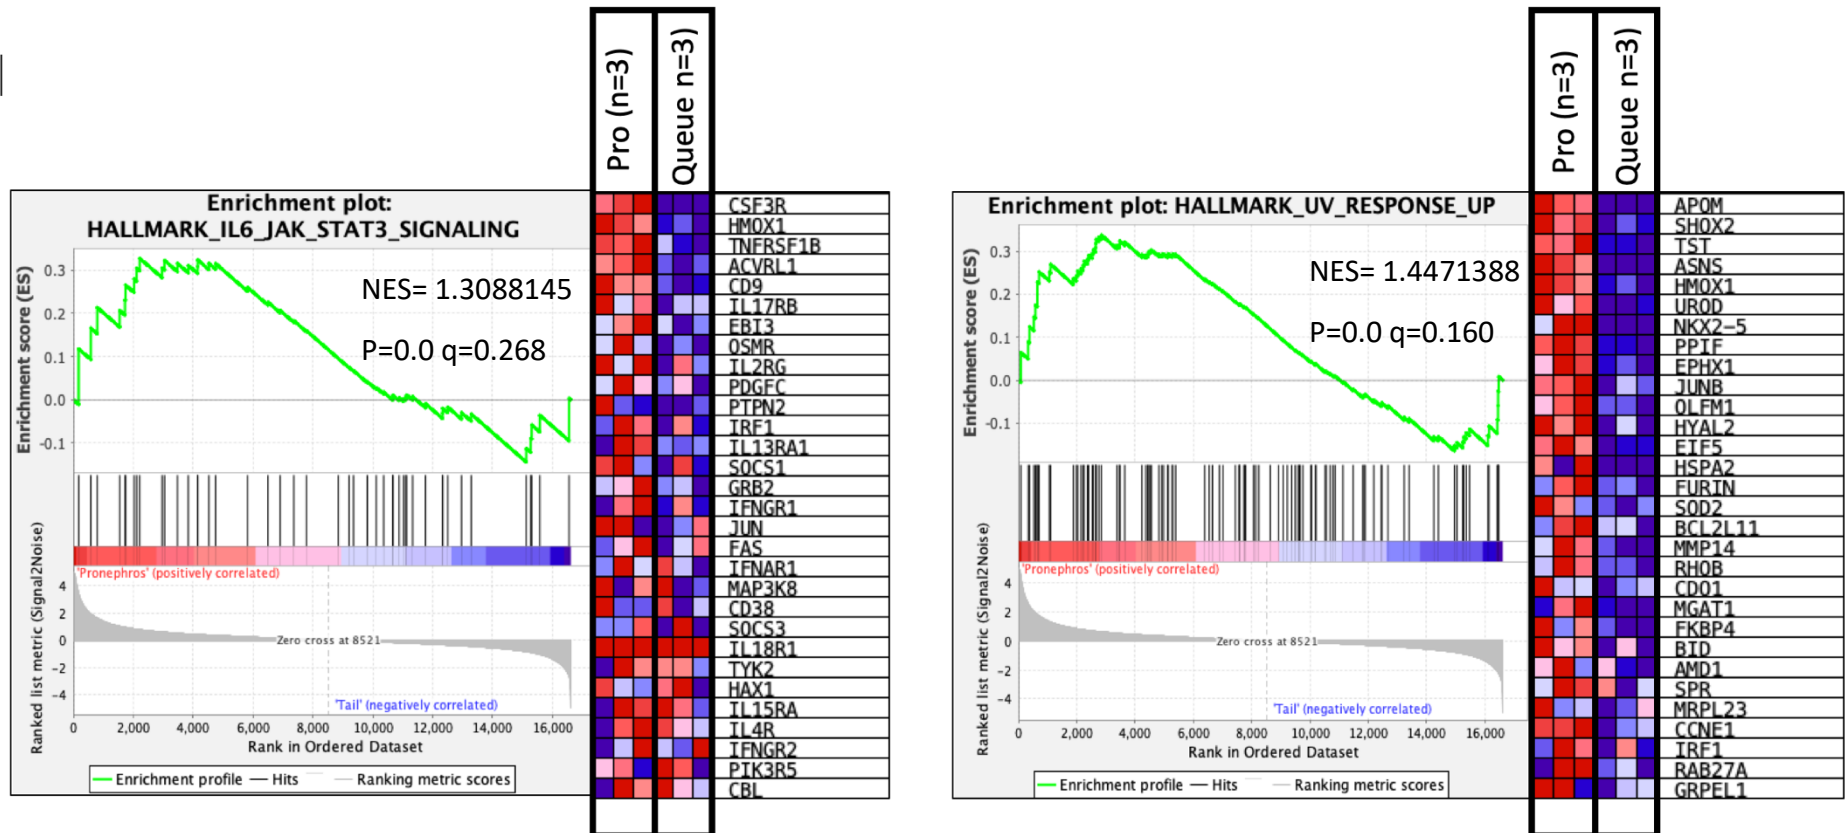 Pro (n=3)
Queue n=3)
Enrichment plot:
HALLMARK_IL6_JAK_STAT3_SIGNALING
Enrichment score (ES)
0.3
0.2
0.1
0.0
-0.1
NES= 1.3088145
P=0.0 q=0.268
Ranked list metric (Signal2Noise)
'Pronephros' (positively correlated)
4
2
0
-2
-4
Zero cross at 8521
'Tail' (negatively correlated)
0 2,000 4,000 6,000 8,000 10,000 12,000 14,000 16,000
Rank in Ordered Dataset
Enrichment profile — Hits Ranking metric scores
CSF3R
HMOX1
TNFRSF1B
ACVRL1
CD9
IL17RB
EBI3
OSMR
IL2RG
PDGFC
PTPN2
IRF1
IL13RA1
SOCS1
GRB2
IFNGR1
JUN
FAS
IFNAR1
MAP3K8
CD38
SOCS3
IL18R1
TYK2
HAX1
IL15RA
IL4R
IFNGR2
PIK3R5
CBL
Pro (n=3)
Queue n=3)
Enrichment plot: HALLMARK_UV_RESPONSE_UP
Enrichment score (ES)
0.3
0.2
0.1
0.0
-0.1
NES= 1.4471388
P=0.0 q=0.160
Ranked list metric (Signal2Noise)
'Pronephros' (positively correlated)
4
2
0
-2
-4
Zero cross at 8521
'Tail' (negatively correlated)
0 2,000 4,000 6,000 8,000 10,000 12,000 14,000 16,000
Rank in Ordered Dataset
Enrichment profile — Hits Ranking metric scores
APOM
SHOX2
TST
ASNS
HMOX1
UROD
NKX2-5
PPIF
EPHX1
JUNB
OLFM1
HYAL2
EIF5
HSPA2
FURIN
SOD2
BCL2L11
MMP14
RHOB
CDO1
MGAT1
FKBP4
BID
AMD1
SPR
MRPL23
CCNE1
IRF1
RAB27A
GRPEL1